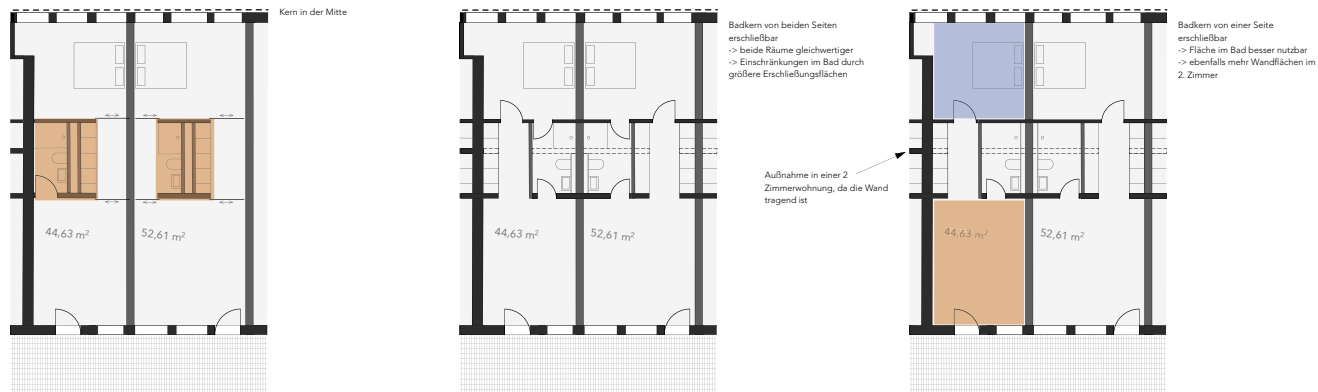 Kern in der Mitte
44,63 m²
52,61 m²
Badkern von beiden Seiten
erschließbar
-> beide Räume gleichwertiger
-> Einschränkungen im Bad durch
größere Erschließungsflächen
44,63 m²
52,61 m²
Außnahme in einer 2
Zimmerwohnung, da die Wand
tragend ist
Badkern von einer Seite
erschließbar
-> Fläche im Bad besser nutzbar
-> ebenfalls mehr Wandflächen im
2. Zimmer
44,63 m²
52,61 m²